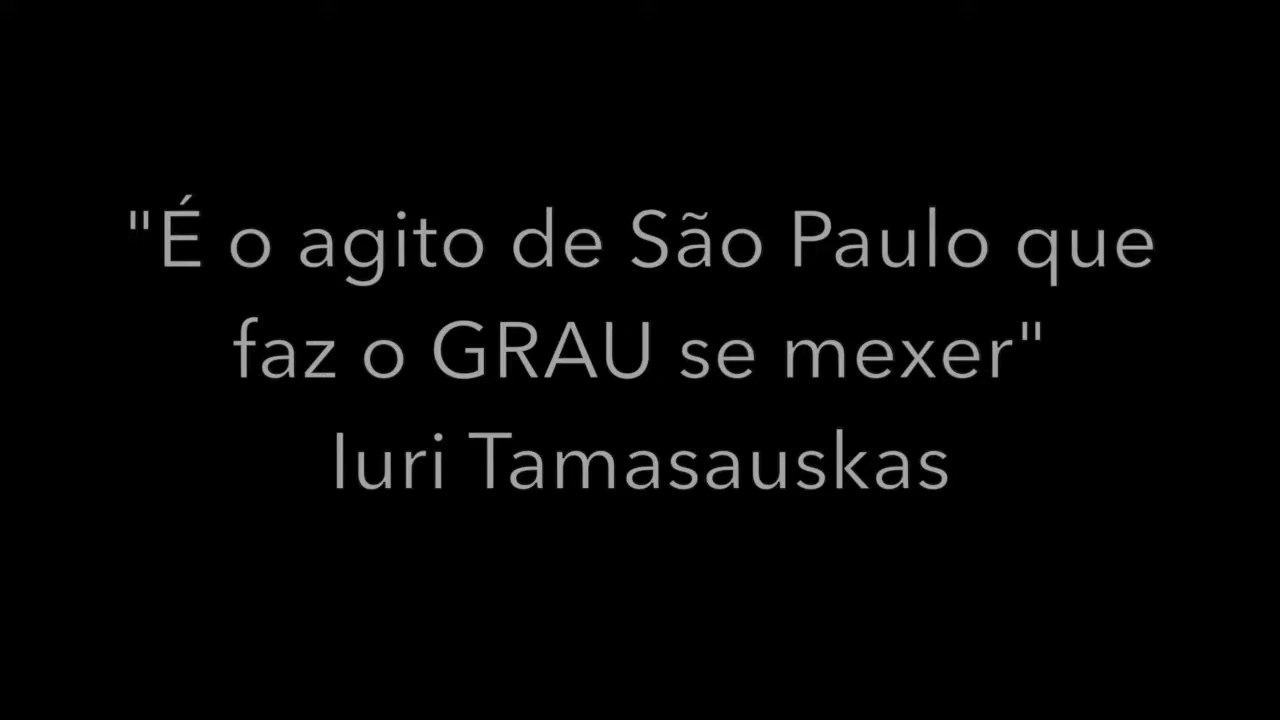 "É o agito de São Paulo que
faz o GRAU se mexer"
Iuri Tamasauskas